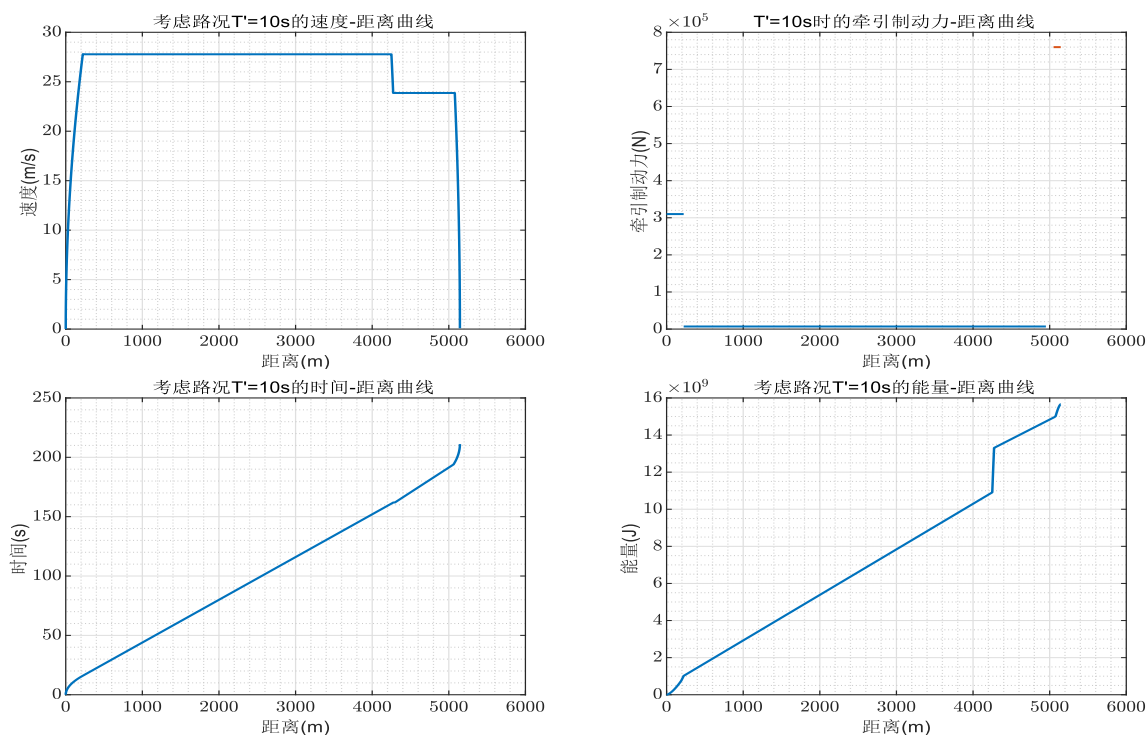 考虑路况T'=10s的速度-距离曲线
30
25
20
15
10
5
0
速度(m/s)
0 1000 2000 3000 4000 5000 6000
距离(m)
T'=10s时的牵引制动力-距离曲线
×10^5
8
7
6
5
4
3
2
1
0
牵引制动力(N)
0 1000 2000 3000 4000 5000 6000
距离(m)
考虑路况T'=10s的时间-距离曲线
250
200
150
100
50
0
时间(s)
0 1000 2000 3000 4000 5000 6000
距离(m)
考虑路况T'=10s的能量-距离曲线
×10^9
16
14
12
10
8
6
4
2
0
能量(J)
0 1000 2000 3000 4000 5000 6000
距离(m)